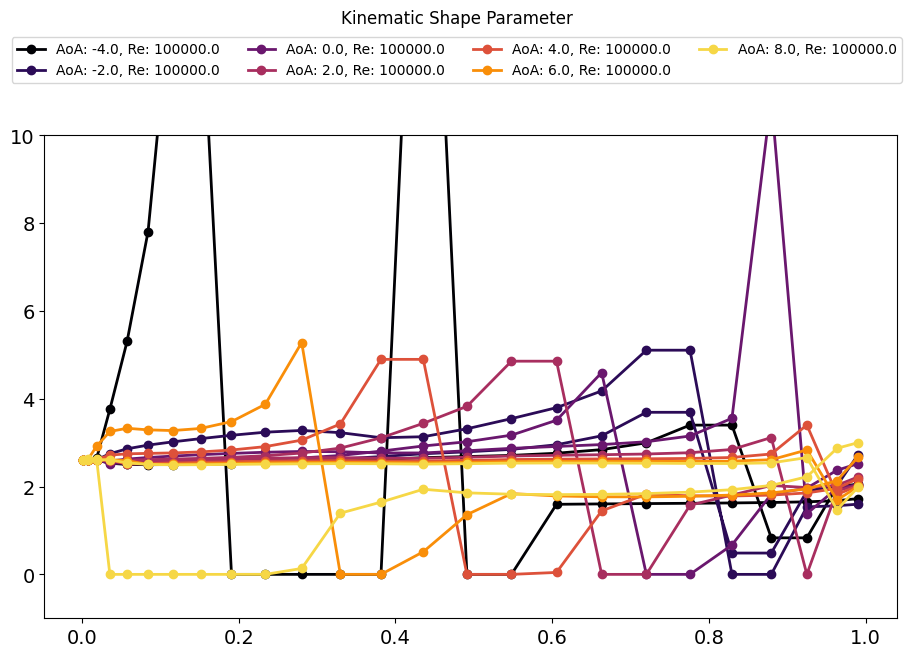 Kinematic Shape Parameter
AoA: -4.0, Re: 100000.0 AoA: 0.0, Re: 100000.0 AoA: 4.0, Re: 100000.0 AoA: 8.0, Re: 100000.0
AoA: -2.0, Re: 100000.0 AoA: 2.0, Re: 100000.0 AoA: 6.0, Re: 100000.0
10
8
6
4
2
0
0.0 0.2 0.4 0.6 0.8 1.0